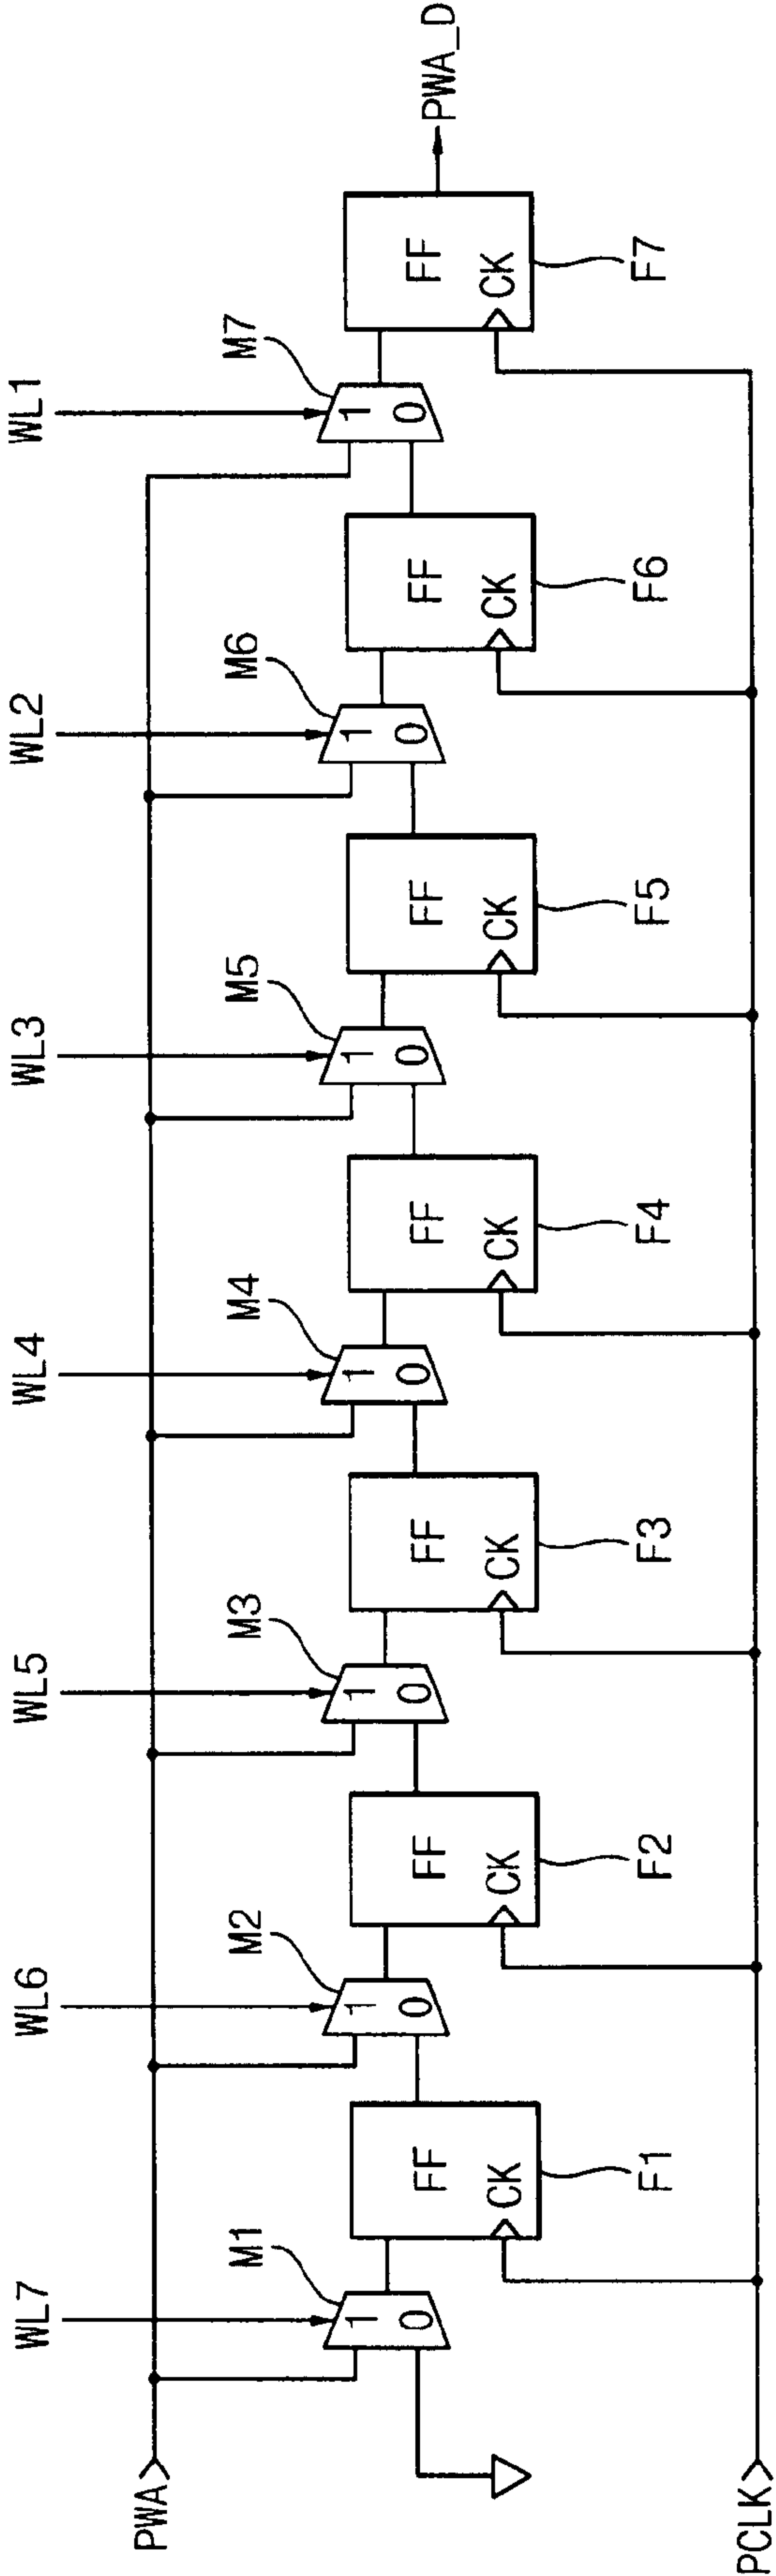 WL7 WL6 WL5 WL4 WL3 WL2 WL1
PWA
M1 M2 M3 M4 M5 M6 M7
1 1 1 1 1 1 1
0 0 0 0 0 0 0
FF FF FF FF FF FF FF
PWA_D
CK CK CK CK CK CK CK
F1 F2 F3 F4 F5 F6 F7
PCLK